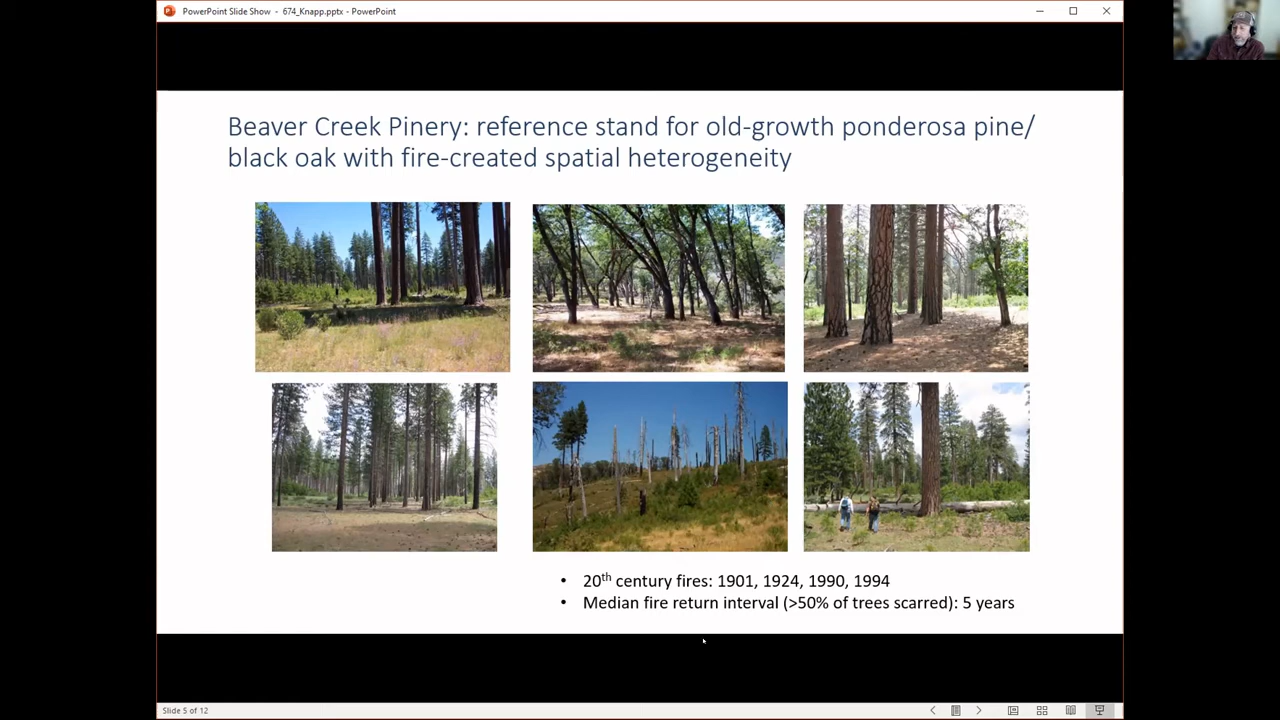 PowerPoint Slide Show - 674_Knapp.pptx - PowerPoint
Beaver Creek Pinery: reference stand for old-growth ponderosa pine/
black oak with fire-created spatial heterogeneity
• 20th century fires: 1901, 1924, 1990, 1994
• Median fire return interval (>50% of trees scarred): 5 years
Slide 5 of 12